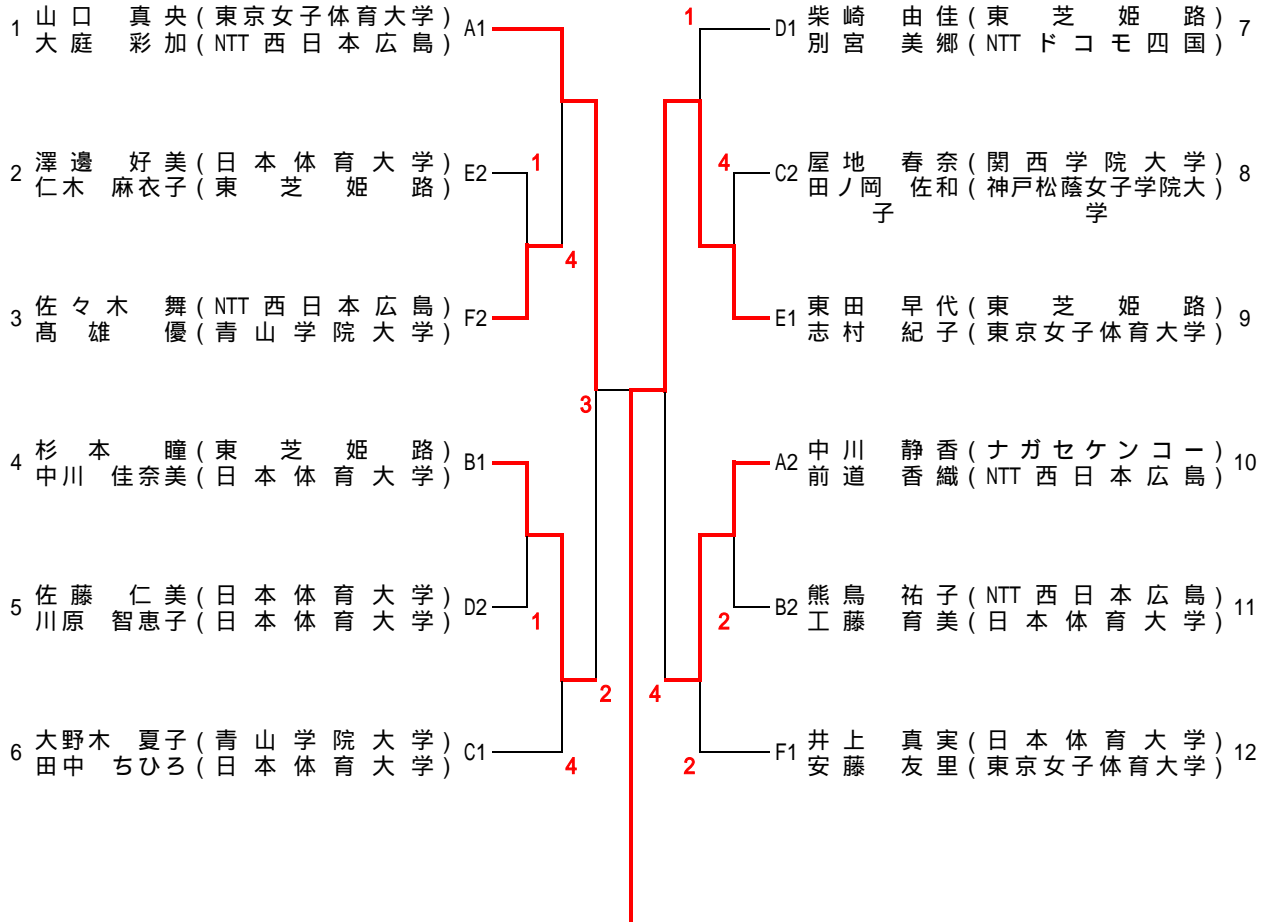 1 山口 真央 (東京女子体育大学) A1
大庭 彩加 (NTT西日本広島)
2 澤邊 好美 (日本体育大学) E2
仁木 麻衣子 (東芝姫路)
3 佐々木 舞 (NTT西日本広島) F2
髙雄 優 (青山学院大学)
4 杉本 瞳 (東芝姫路) B1
中川 佳奈美 (日本体育大学)
5 佐藤 仁美 (日本体育大学) D2
川原 智恵子 (日本体育大学)
6 大野木 夏子 (青山学院大学) C1
田中 ちひろ (日本体育大学)
1
4
3
1
2
4
1
4
2
4
2
D1 柴崎 由佳 (東芝姫路) 7
別宮 美郷 (NTTドコモ四国)
C2 屋地 春奈 (関西学院大学) 8
田ノ岡 佐和 (神戸松蔭女子学院大)
子 学
E1 東田 早代 (東芝姫路) 9
志村 紀子 (東京女子体育大学)
A2 中川 静香 (ナガセケンコー) 10
前道 香織 (NTT西日本広島)
B2 熊鳥 祐子 (NTT西日本広島) 11
工藤 育美 (日本体育大学)
F1 井上 真実 (日本体育大学) 12
安藤 友里 (東京女子体育大学)